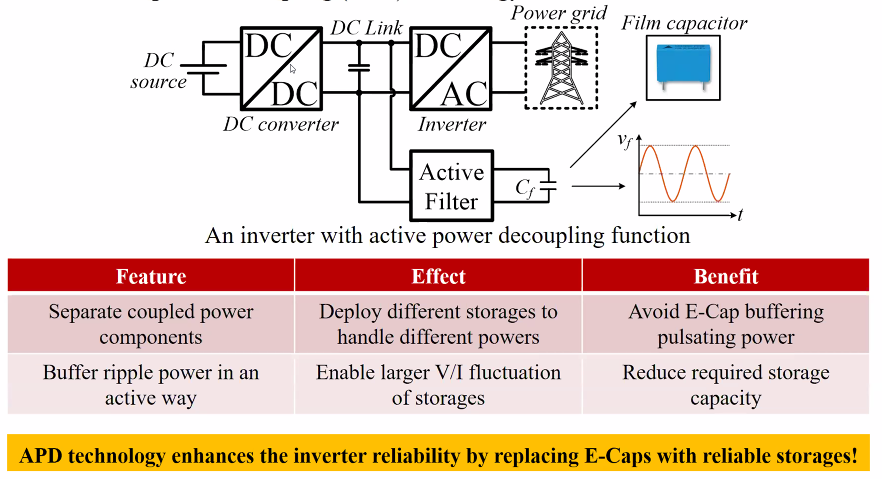 Power grid
DC Link
Film capacitor
DC
source
DC
DC
DC
AC
DC converter
Inverter
v_f
Active
Filter
C_f
t
An inverter with active power decoupling function
Feature Effect Benefit
Separate coupled power
components
Deploy different storages to
handle different powers
Avoid E-Cap buffering
pulsating power
Buffer ripple power in an
active way
Enable larger V/I fluctuation
of storages
Reduce required storage
capacity
APD technology enhances the inverter reliability by replacing E-Caps with reliable storages!